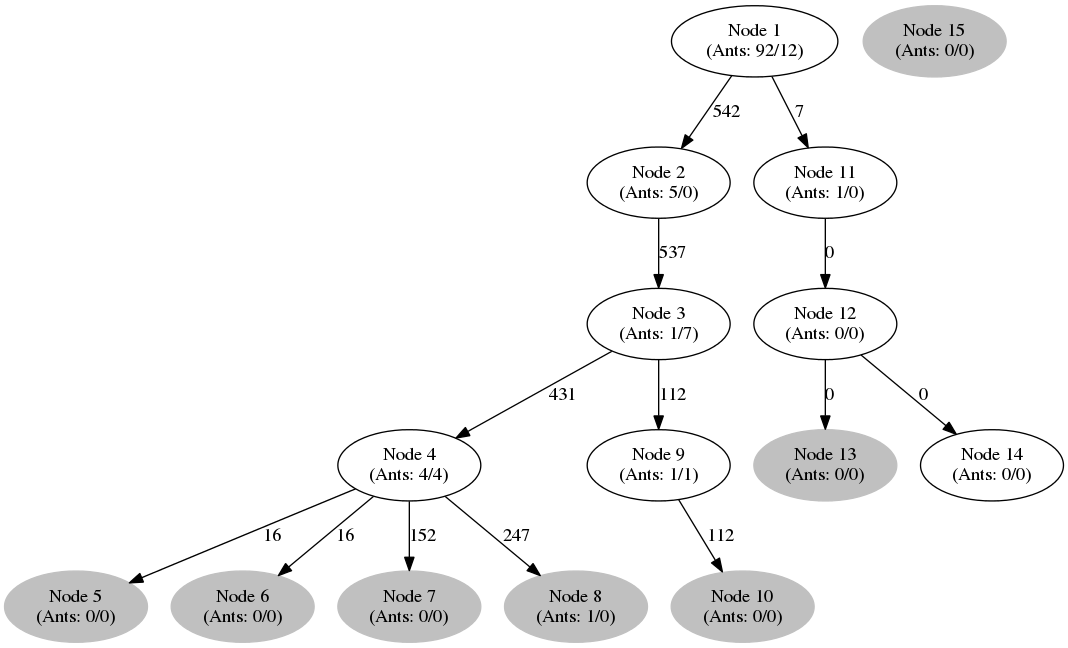 Node 1
(Ants: 92/12)
Node 15
(Ants: 0/0)
542
7
Node 2
(Ants: 5/0)
Node 11
(Ants: 1/0)
537
0
Node 3
(Ants: 1/7)
Node 12
(Ants: 0/0)
431
112
0
0
Node 4
(Ants: 4/4)
Node 9
(Ants: 1/1)
Node 13
(Ants: 0/0)
Node 14
(Ants: 0/0)
16
16
152
247
112
Node 5
(Ants: 0/0)
Node 6
(Ants: 0/0)
Node 7
(Ants: 0/0)
Node 8
(Ants: 1/0)
Node 10
(Ants: 0/0)